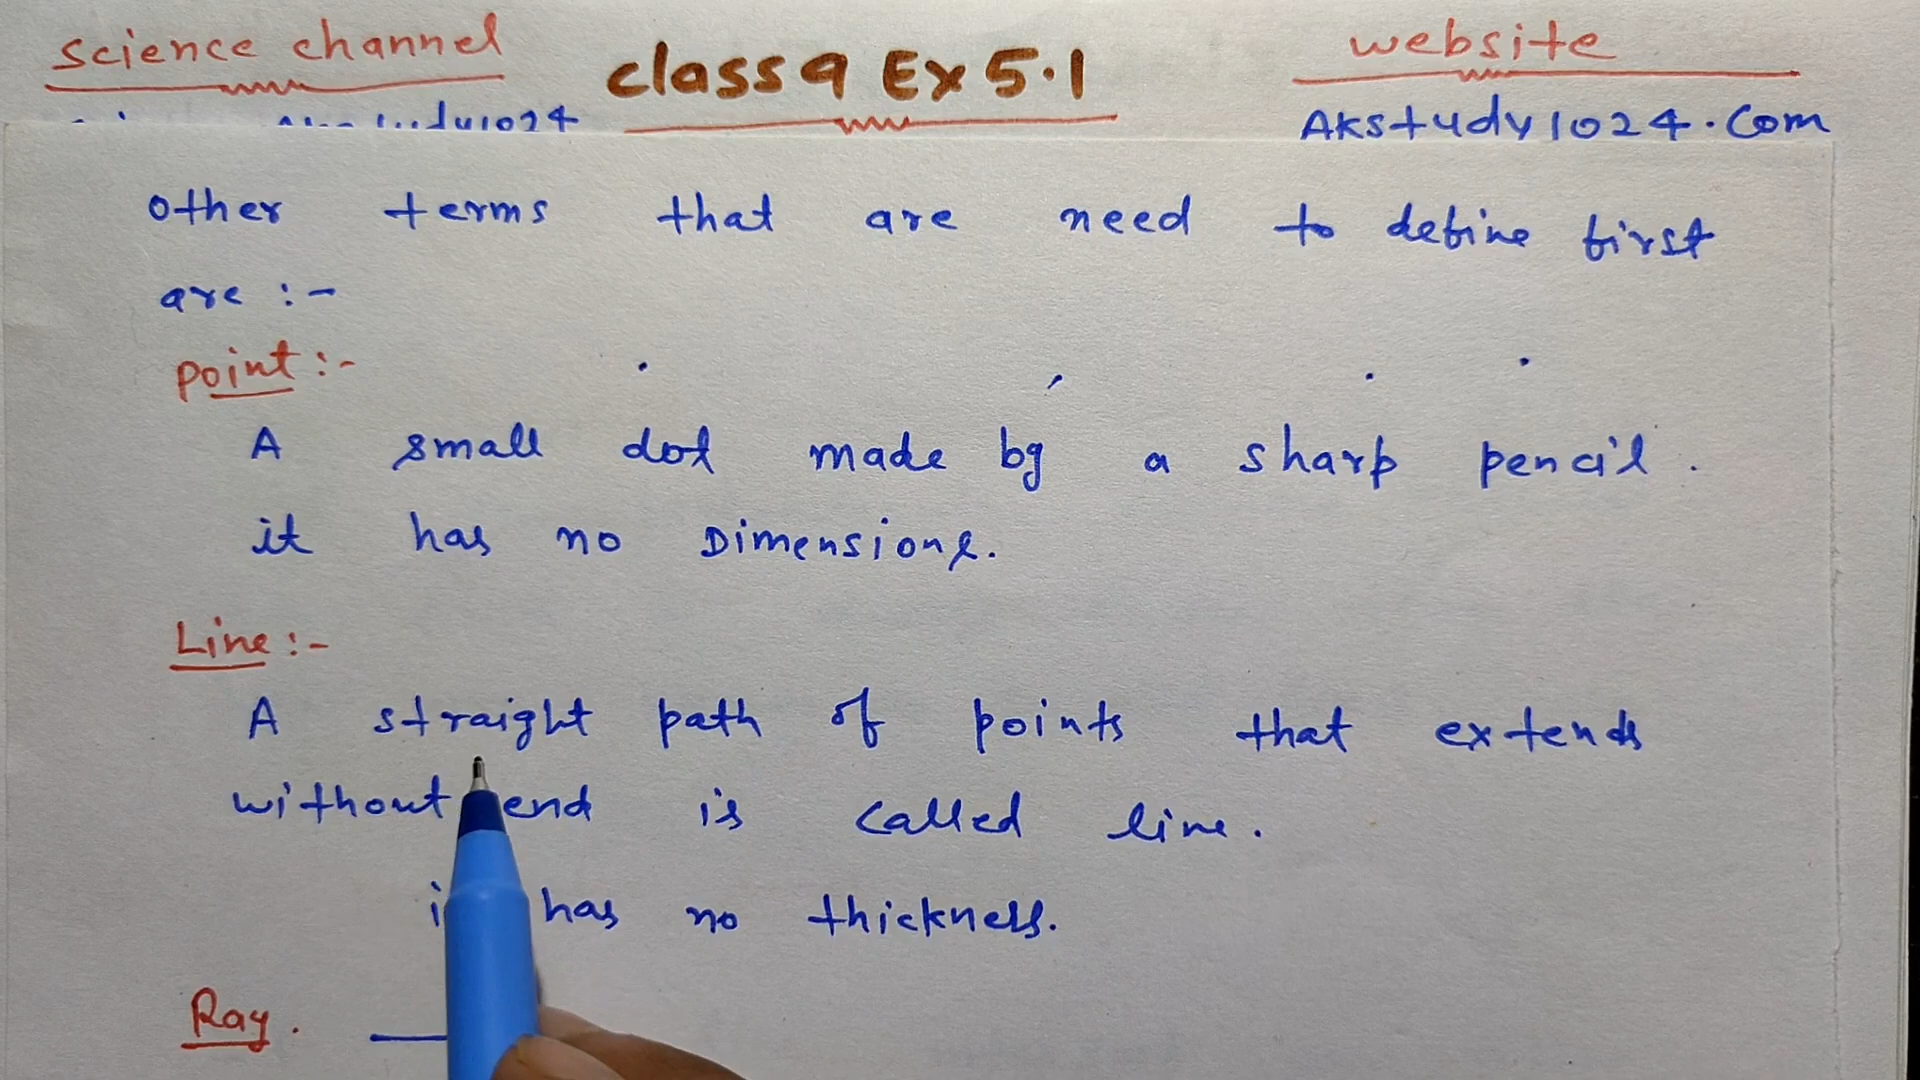 science channel
class 9 Ex 5.1
website
Akstudy1024.Com
other terms that are need to define first
are :-
point :-
A small dot made by a sharp pencil.
it has no Dimensions.
Line :-
A straight path of points that extends
without end is called line.
has no thickness.
Ray.